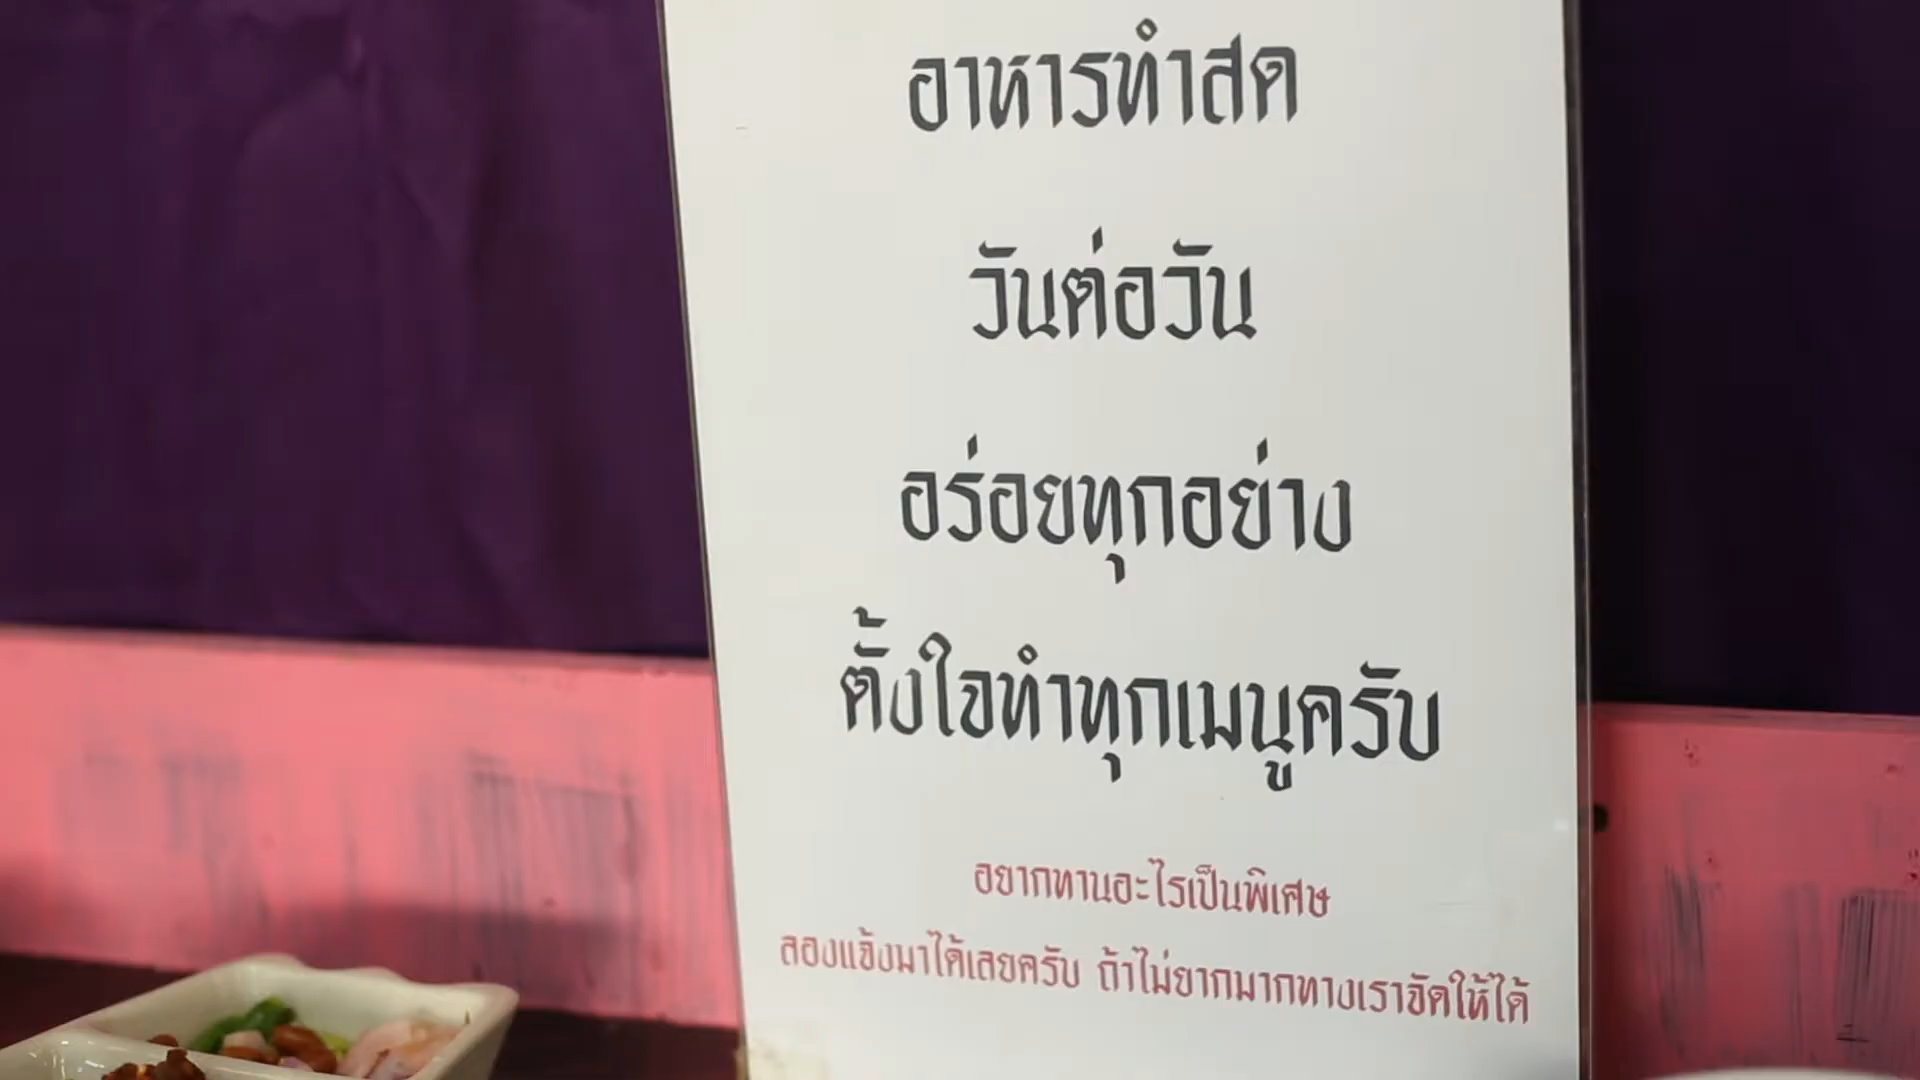 อาหารทำสด
วันต่อวัน
อร่อยทุกอย่าง
ตั้งใจทำทุกเมนูครับ
อยากทานอะไรเป็นพิเศษ
ลองแจ้งมาได้เลยครับ ถ้าไม่ยากมากทางเราจัดให้ได้